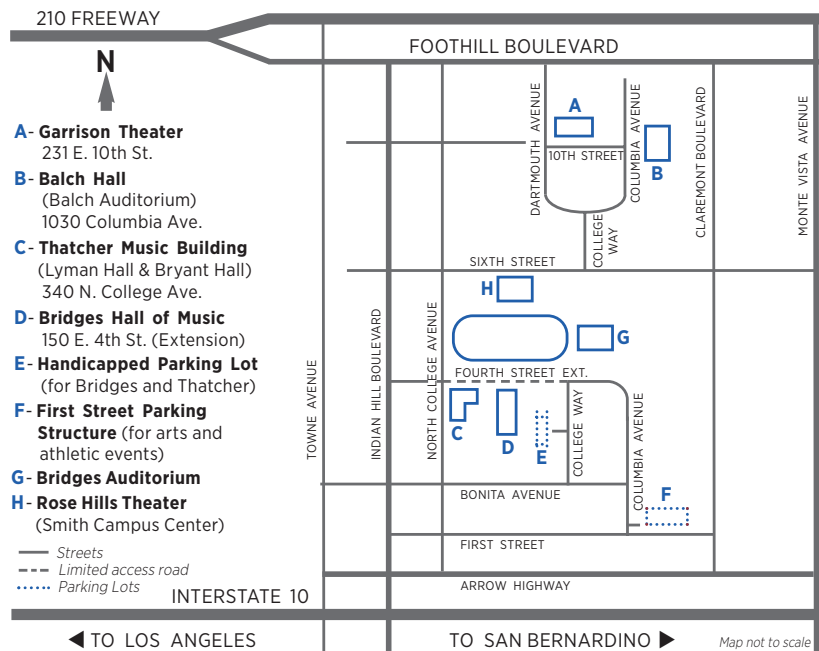 210 FREEWAY
FOOTHILL BOULEVARD
N
A- Garrison Theater
231 E. 10th St.
B- Balch Hall
(Balch Auditorium)
1030 Columbia Ave.
C- Thatcher Music Building
(Lyman Hall & Bryant Hall)
340 N. College Ave.
D- Bridges Hall of Music
150 E. 4th St. (Extension)
E- Handicapped Parking Lot
(for Bridges and Thatcher)
F- First Street Parking
Structure (for arts and
athletic events)
G- Bridges Auditorium
H- Rose Hills Theater
(Smith Campus Center)
Streets
Limited access road
Parking Lots
TOWNE AVENUE
INDIAN HILL BOULEVARD
NORTH COLLEGE AVENUE
DARTMOUTH AVENUE
A
10TH STREET
COLUMBIA AVENUE
B
CLAREMONT BOULEVARD
MONTE VISTA AVENUE
COLLEGE
WAY
SIXTH STREET
H
G
FOURTH STREET EXT.
C
D
E
COLLEGE WAY
COLUMBIA AVENUE
F
BONITA AVENUE
FIRST STREET
ARROW HIGHWAY
INTERSTATE 10
◀ TO LOS ANGELES
TO SAN BERNARDINO ▶
Map not to scale